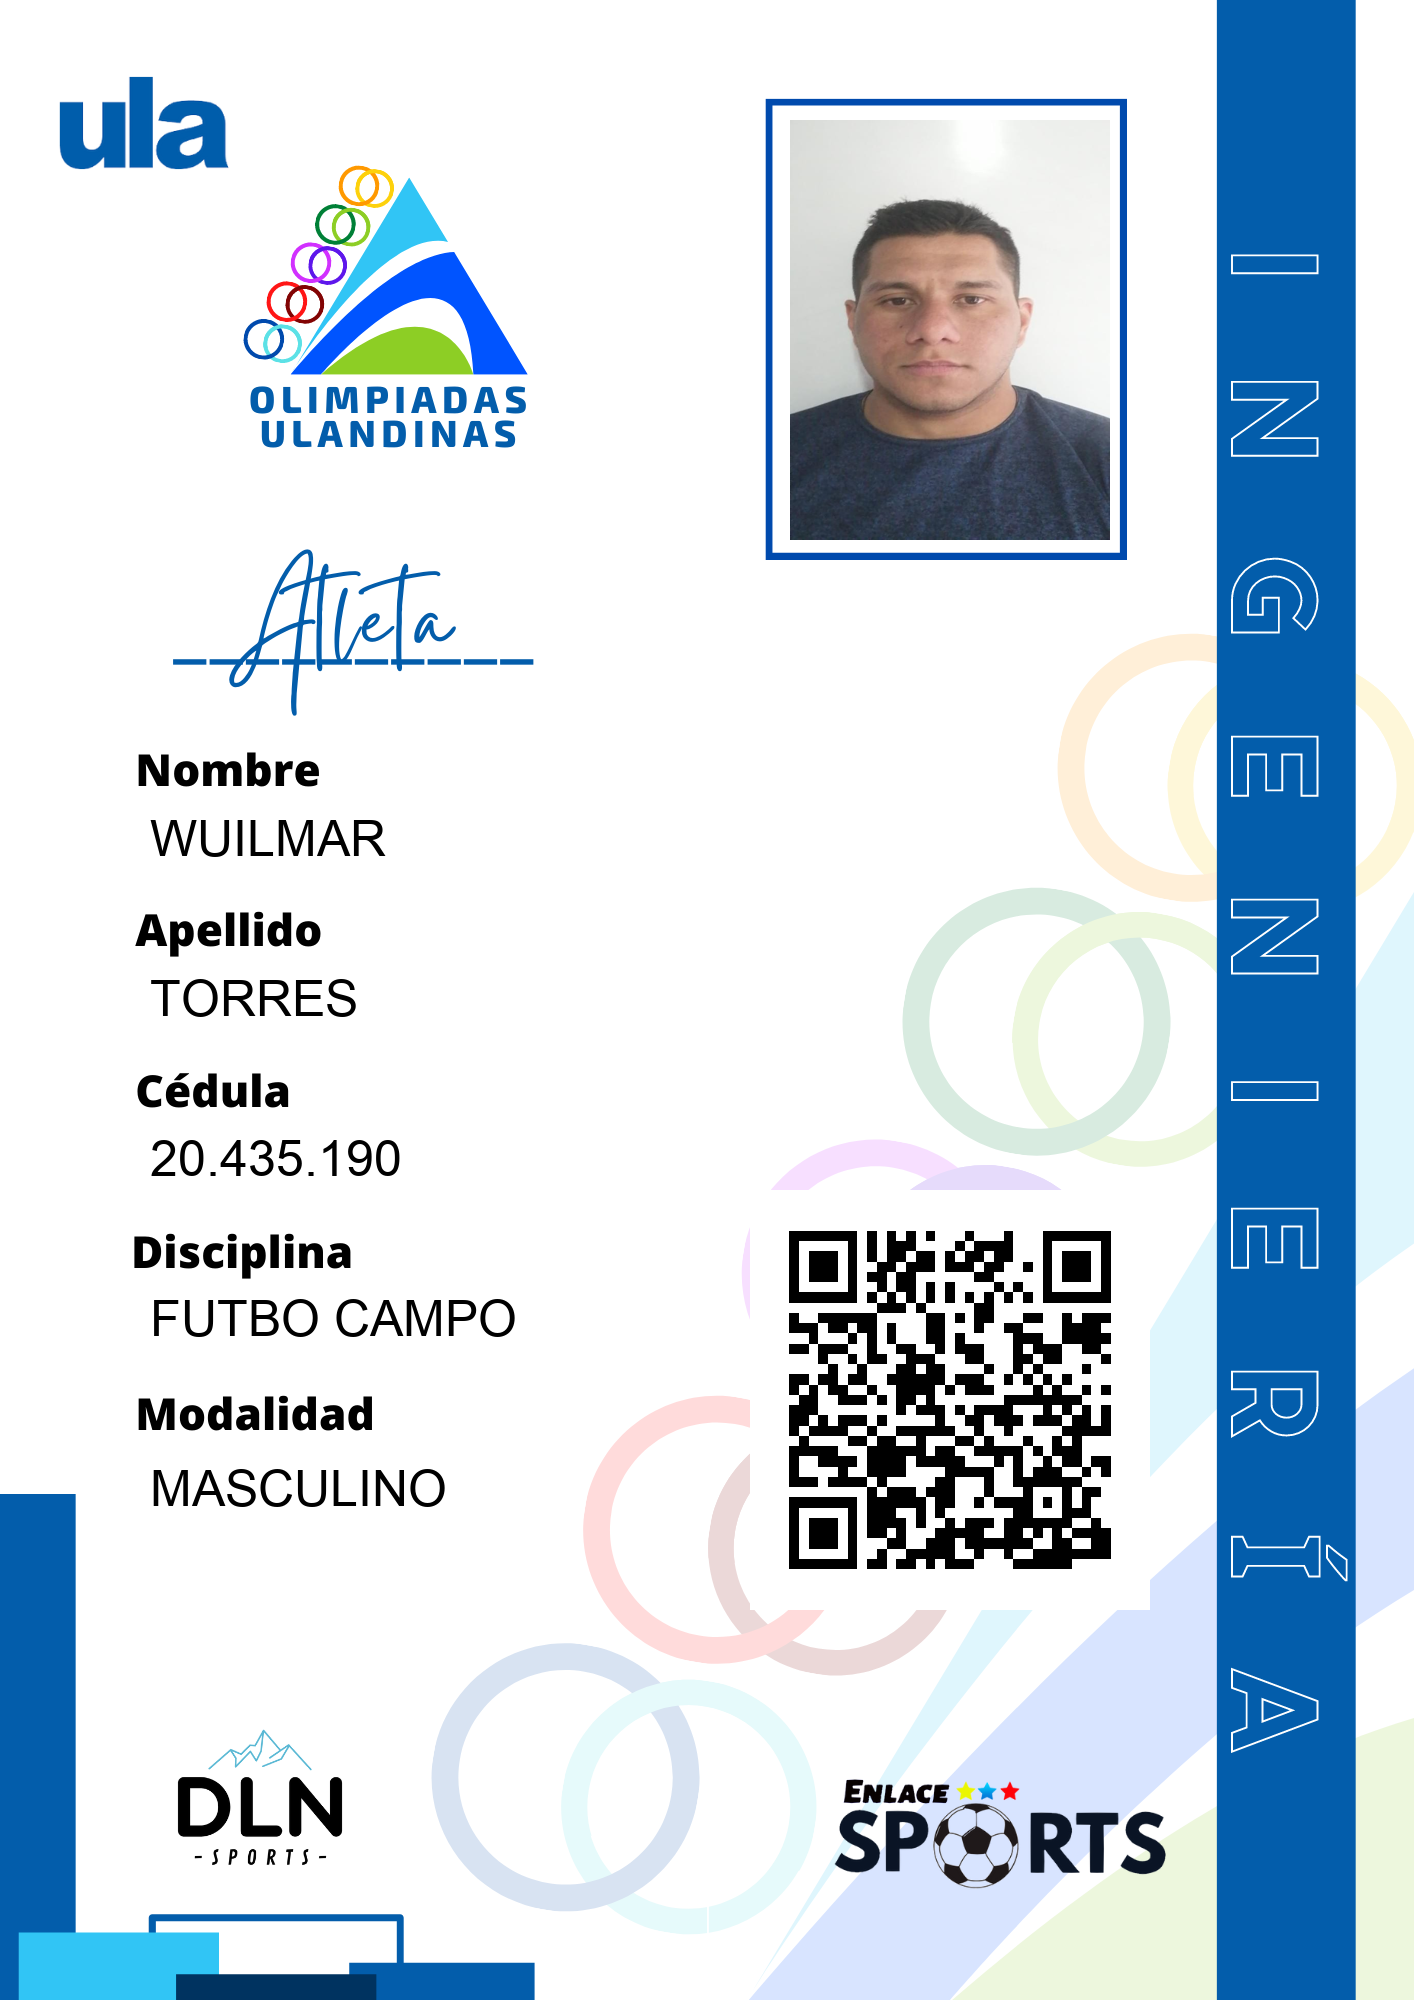 ula
OLIMPIADAS
ULANDINAS
Atleta
Nombre
WUILMAR
Apellido
TORRES
Cédula
20.435.190
Disciplina
FUTBO CAMPO
Modalidad
MASCULINO
INGENIERÍA
DLN
-SPORTS-
ENLACE
SPORTS